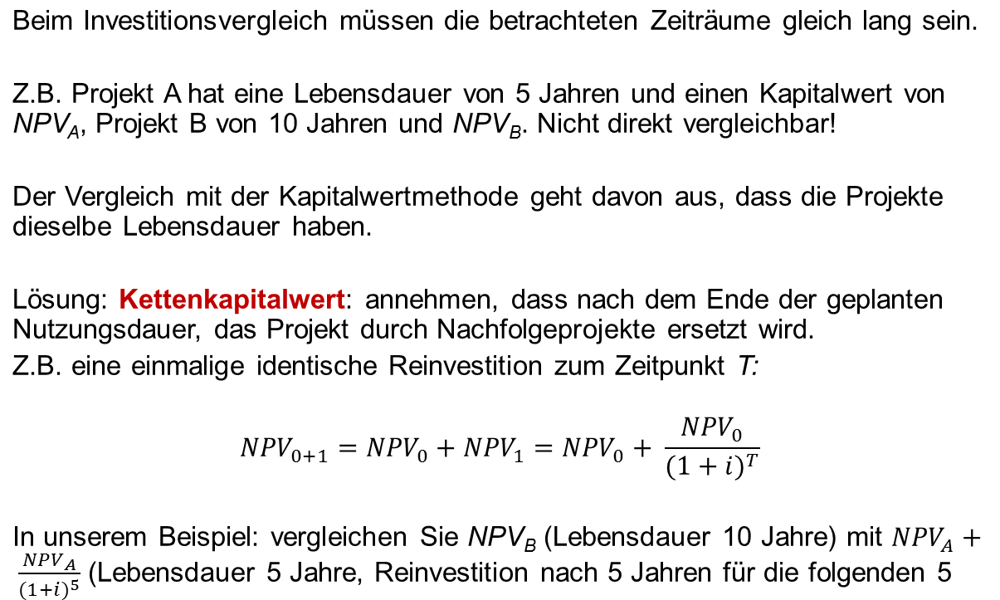 Beim Investitionsvergleich müssen die betrachteten Zeiträume gleich lang sein.
Z.B. Projekt A hat eine Lebensdauer von 5 Jahren und einen Kapitalwert von
NPV_A, Projekt B von 10 Jahren und NPV_B. Nicht direkt vergleichbar!
Der Vergleich mit der Kapitalwertmethode geht davon aus, dass die Projekte
dieselbe Lebensdauer haben.
Lösung: Kettenkapitalwert: annehmen, dass nach dem Ende der geplanten
Nutzungsdauer, das Projekt durch Nachfolgeprojekte ersetzt wird.
Z.B. eine einmalige identische Reinvestition zum Zeitpunkt T:
NPV_{0+1} = NPV_0 + NPV_1 = NPV_0 + \frac{NPV_0}{(1 + i)^T}
In unserem Beispiel: vergleichen Sie NPV_B (Lebensdauer 10 Jahre) mit NPV_A +
\frac{NPV_A}{(1+i)^5} (Lebensdauer 5 Jahre, Reinvestition nach 5 Jahren für die folgenden 5